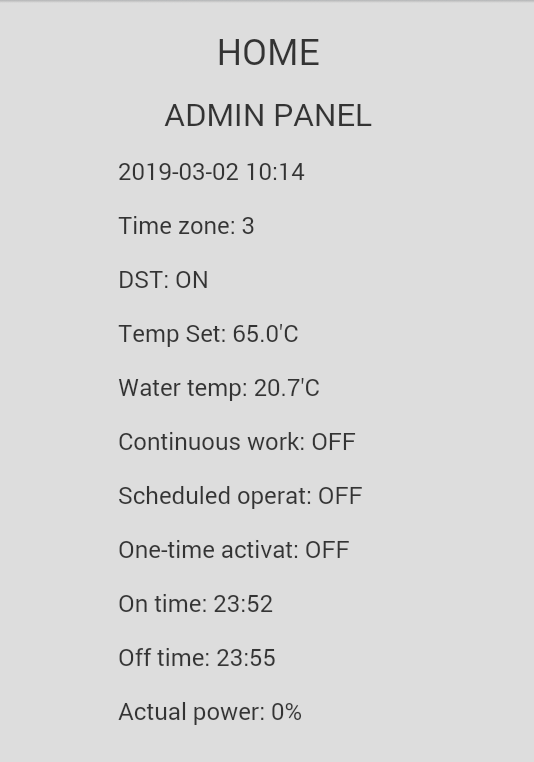 HOME
ADMIN PANEL
2019-03-02 10:14
Time zone: 3
DST: ON
Temp Set: 65.0'C
Water temp: 20.7'C
Continuous work: OFF
Scheduled operat: OFF
One-time activat: OFF
On time: 23:52
Off time: 23:55
Actual power: 0%